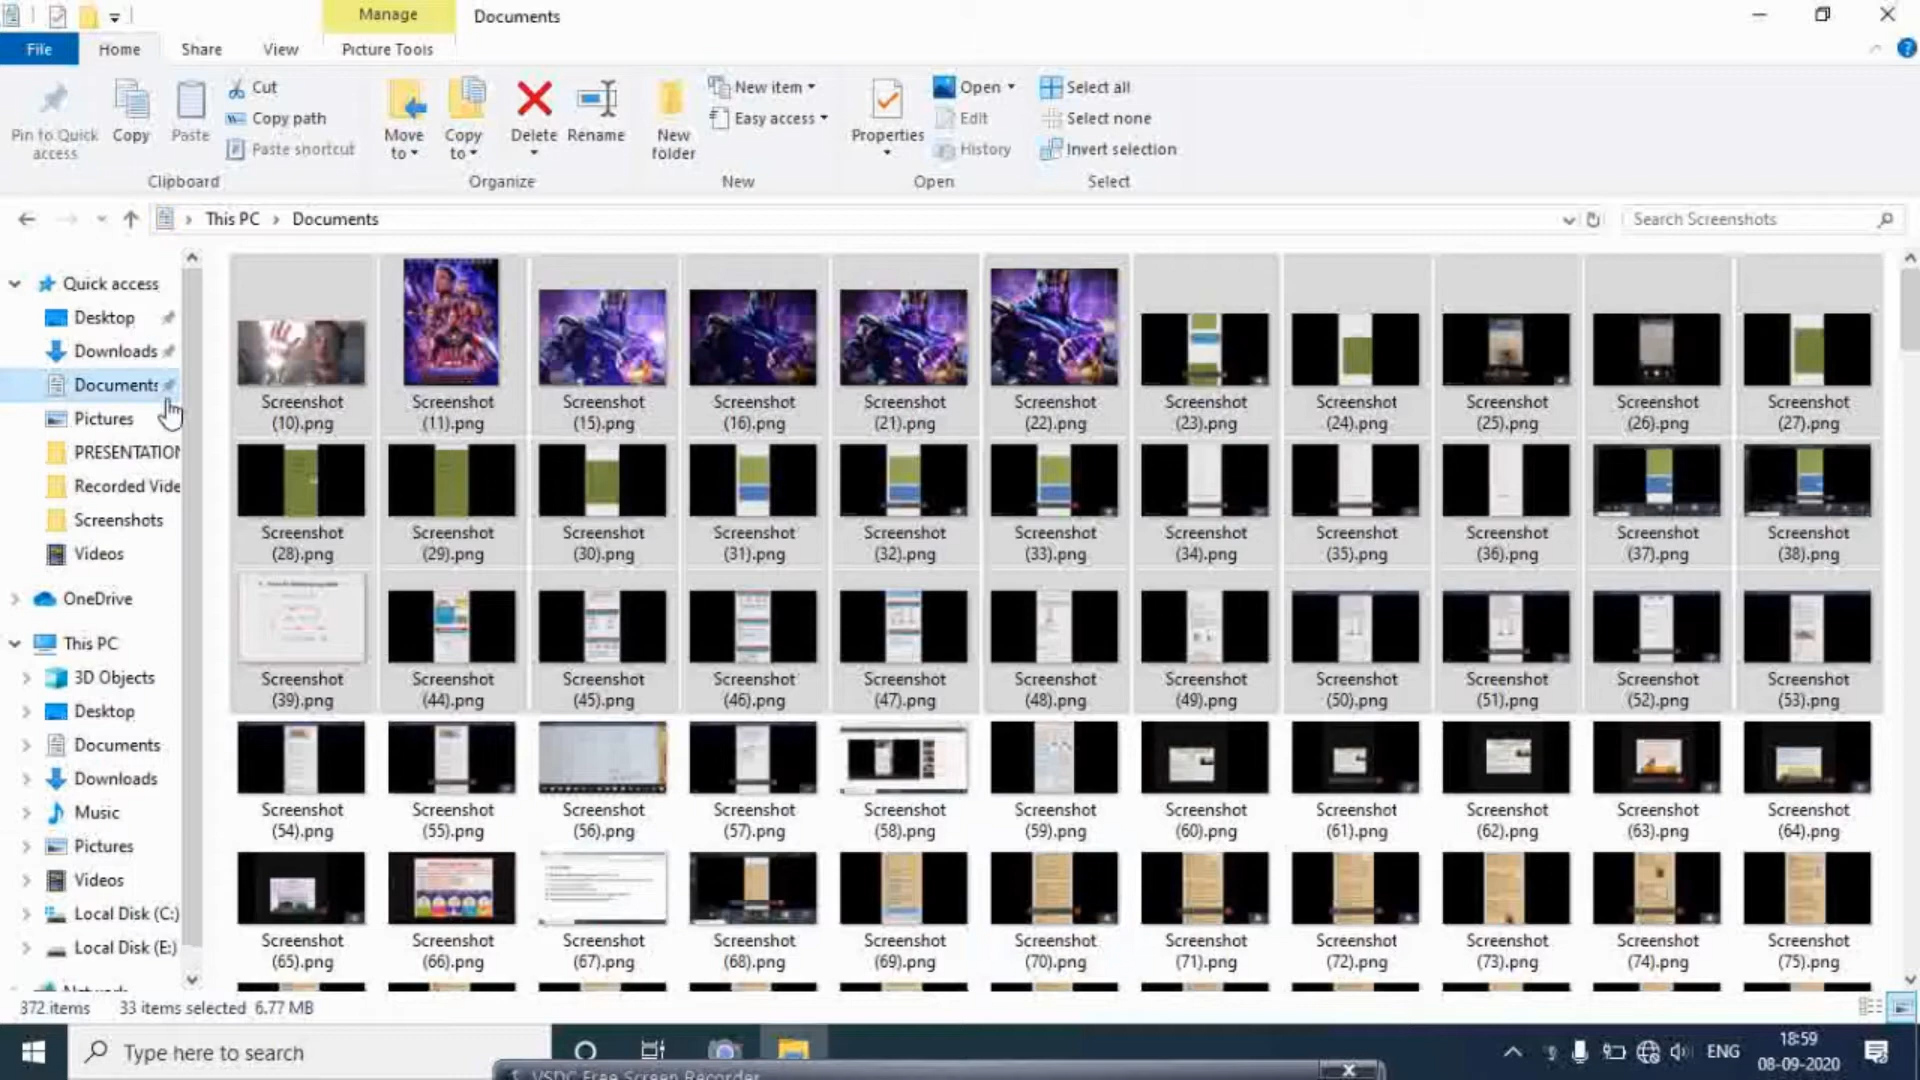 Manage
Documents
File
Home
Share
View
Picture Tools
Pin to Quick access
Copy
Paste
Cut
Copy path
Paste shortcut
Clipboard
Move to
Copy to
Delete
Rename
Organize
New folder
New item
Easy access
New
Properties
Open
Edit
History
Open
Select all
Select none
Invert selection
Select
This PC
Documents
Search Screenshots
Quick access
Desktop
Downloads
Documents
Pictures
PRESENTATION
Recorded Vide
Screenshots
Videos
OneDrive
This PC
3D Objects
Desktop
Documents
Downloads
Music
Pictures
Videos
Local Disk (C:)
Local Disk (E:)
Network
Screenshot (10).png
Screenshot (11).png
Screenshot (15).png
Screenshot (16).png
Screenshot (21).png
Screenshot (22).png
Screenshot (23).png
Screenshot (24).png
Screenshot (25).png
Screenshot (26).png
Screenshot (27).png
Screenshot (28).png
Screenshot (29).png
Screenshot (30).png
Screenshot (31).png
Screenshot (32).png
Screenshot (33).png
Screenshot (34).png
Screenshot (35).png
Screenshot (36).png
Screenshot (37).png
Screenshot (38).png
Screenshot (39).png
Screenshot (44).png
Screenshot (45).png
Screenshot (46).png
Screenshot (47).png
Screenshot (48).png
Screenshot (49).png
Screenshot (50).png
Screenshot (51).png
Screenshot (52).png
Screenshot (53).png
Screenshot (54).png
Screenshot (55).png
Screenshot (56).png
Screenshot (57).png
Screenshot (58).png
Screenshot (59).png
Screenshot (60).png
Screenshot (61).png
Screenshot (62).png
Screenshot (63).png
Screenshot (64).png
Screenshot (65).png
Screenshot (66).png
Screenshot (67).png
Screenshot (68).png
Screenshot (69).png
Screenshot (70).png
Screenshot (71).png
Screenshot (72).png
Screenshot (73).png
Screenshot (74).png
Screenshot (75).png
372 items
33 items selected 6.77 MB
Type here to search
VSDC Free Screen Recorder
ENG
18:59
08-09-2020